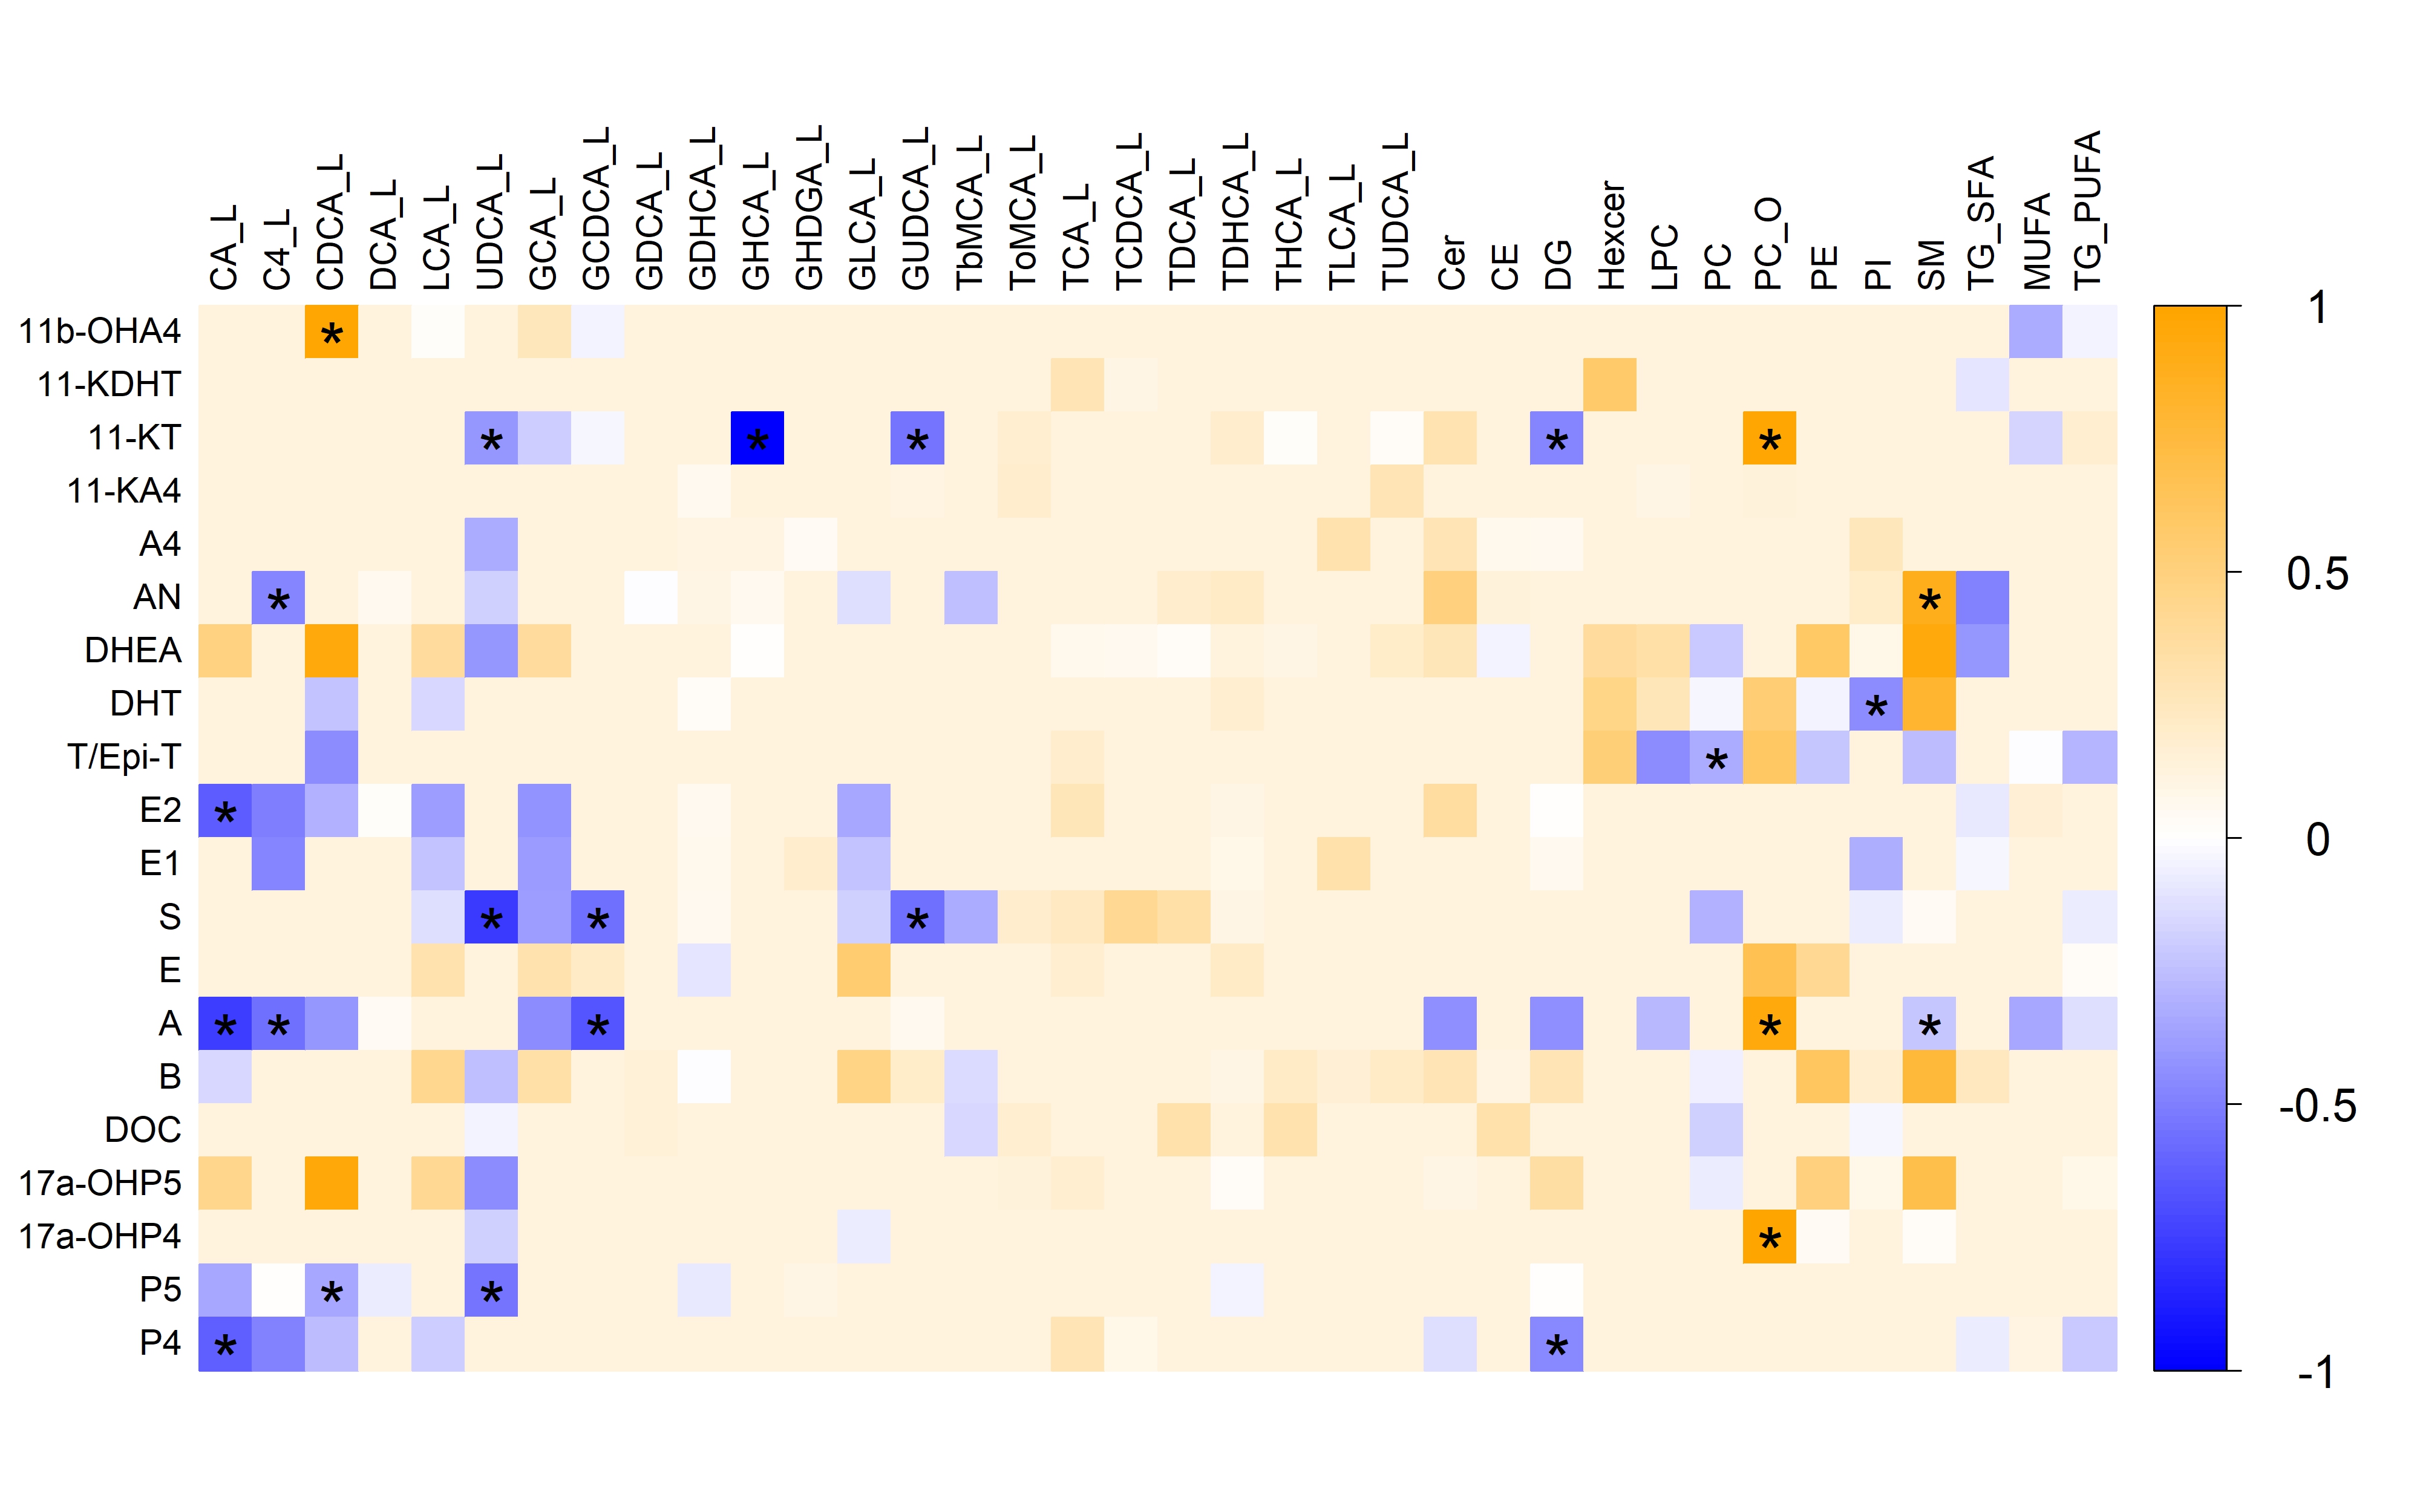 CA_L
C4_L
CDCA_L
DCA_L
LCA_L
UDCA_L
GCA_L
GCDCA_L
GDCA_L
GDHCA_L
GHCA_L
GHDGA_L
GLCA_L
GUDCA_L
TbMCA_L
ToMCA_L
TCA_L
TCDCA_L
TDCA_L
TDHCA_L
THCA_L
TLCA_L
TUDCA_L
Cer
CE
DG
Hexcer
LPC
PC
PC_O
PE
PI
SM
TG_SFA
MUFA
TG_PUFA
11b-OHA4 *
11-KDHT
11-KT * * * * *
11-KA4
A4
AN * *
DHEA
DHT *
T/Epi-T *
E2 *
E1
S * * *
E
A * * * * *
B
DOC
17a-OHP5
17a-OHP4 *
P5 * *
P4 * *
1
0.5
0
-0.5
-1